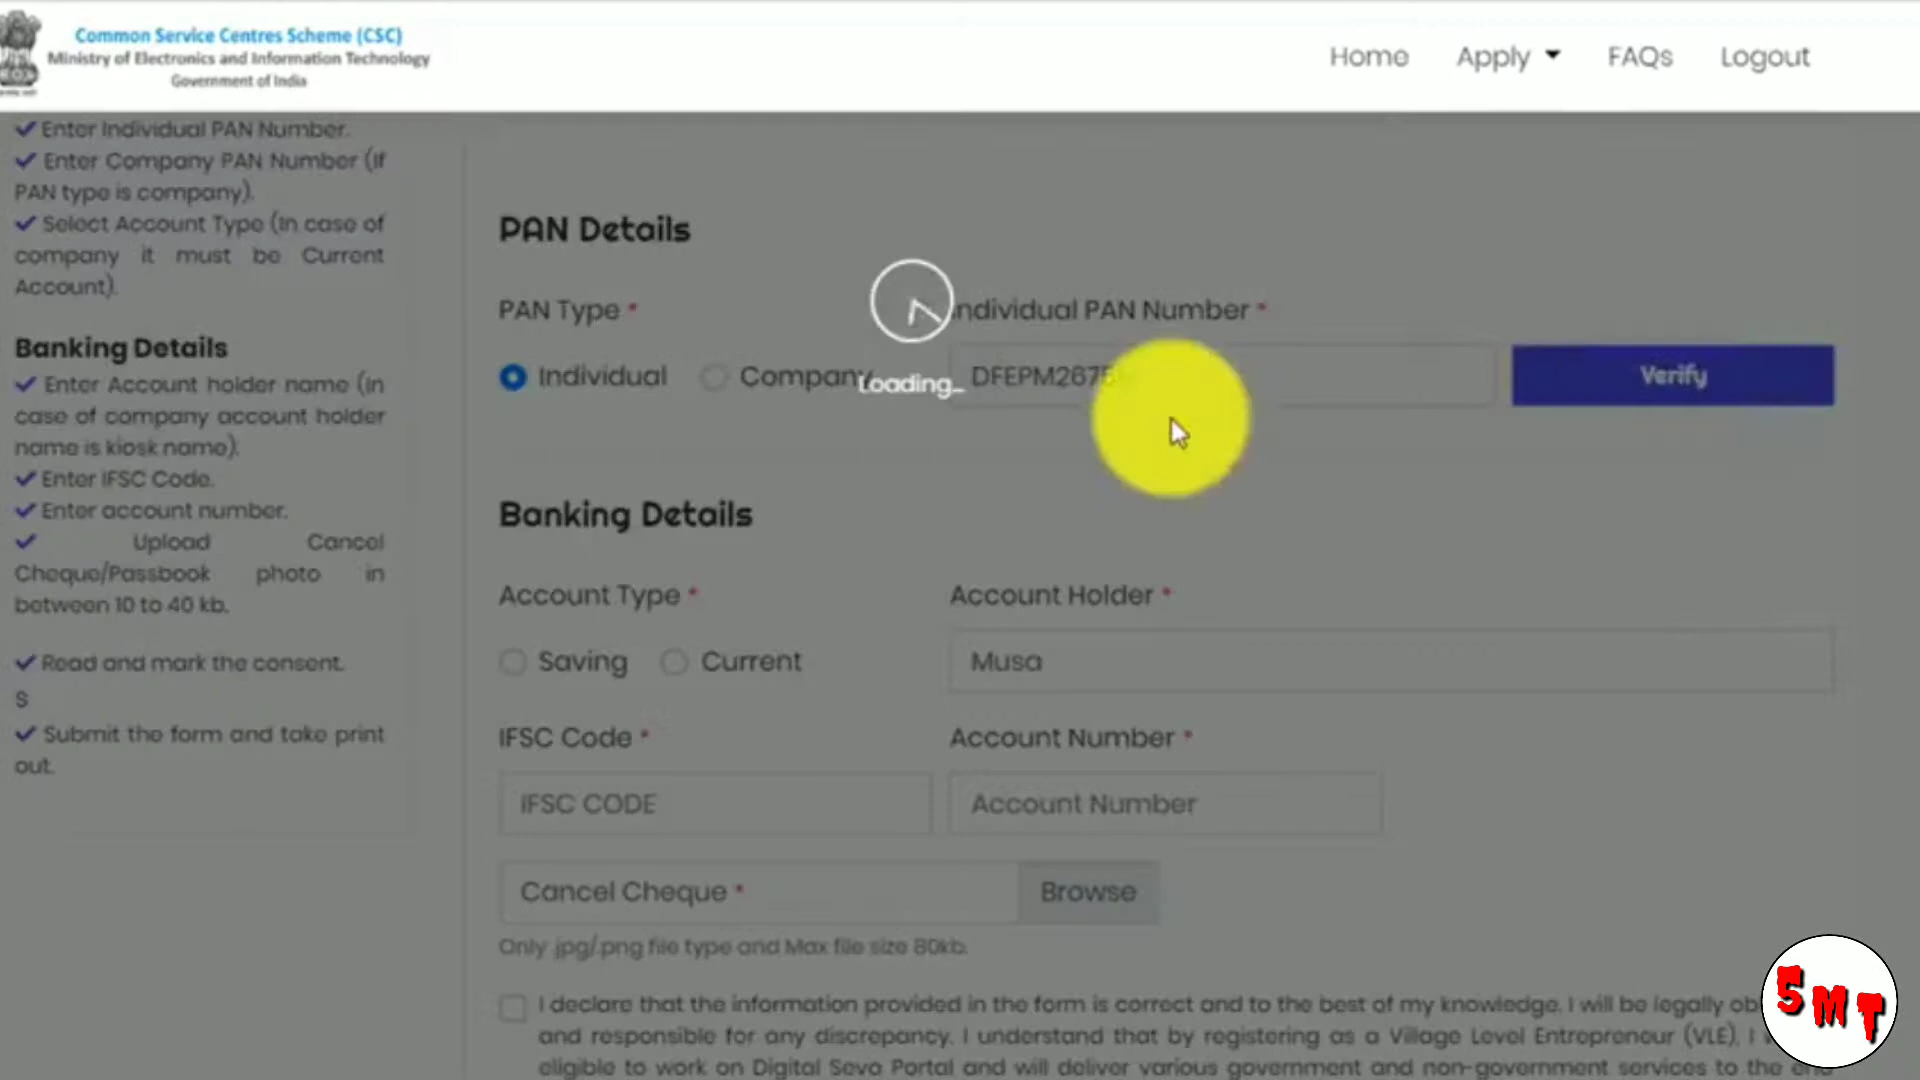 Common Service Centres Scheme (CSC)
Ministry of Electronics and Information Technology
Government of India
Home Apply FAQs Logout
Enter Individual PAN Number.
Enter Company PAN Number (If
PAN type is company).
Select Account Type (In case of
company it must be Current
Account).
Banking Details
Enter Account holder name (in
case of company account holder
name is kiosk name).
Enter IFSC Code.
Enter account number.
Upload Cancel
Cheque/Passbook photo in
between 10 to 40 kb.
Read and mark the consent.
S
Submit the form and take print
out.
PAN Details
PAN Type * Individual PAN Number *
Individual Company Loading... DFEPM267 Verify
Banking Details
Account Type * Account Holder *
Saving Current Musa
IFSC Code * Account Number *
IFSC CODE Account Number
Cancel Cheque * Browse
Only .jpg/.png file type and Max file size 80kb.
I declare that the information provided in the form is correct and to the best of my knowledge. I will be legally
and responsible for any discrepancy. I understand that by registering as a Village Level Entrepreneur (VLE), I
eligible to work on Digital Seva Portal and will deliver various government and non-government services to the end
SMT